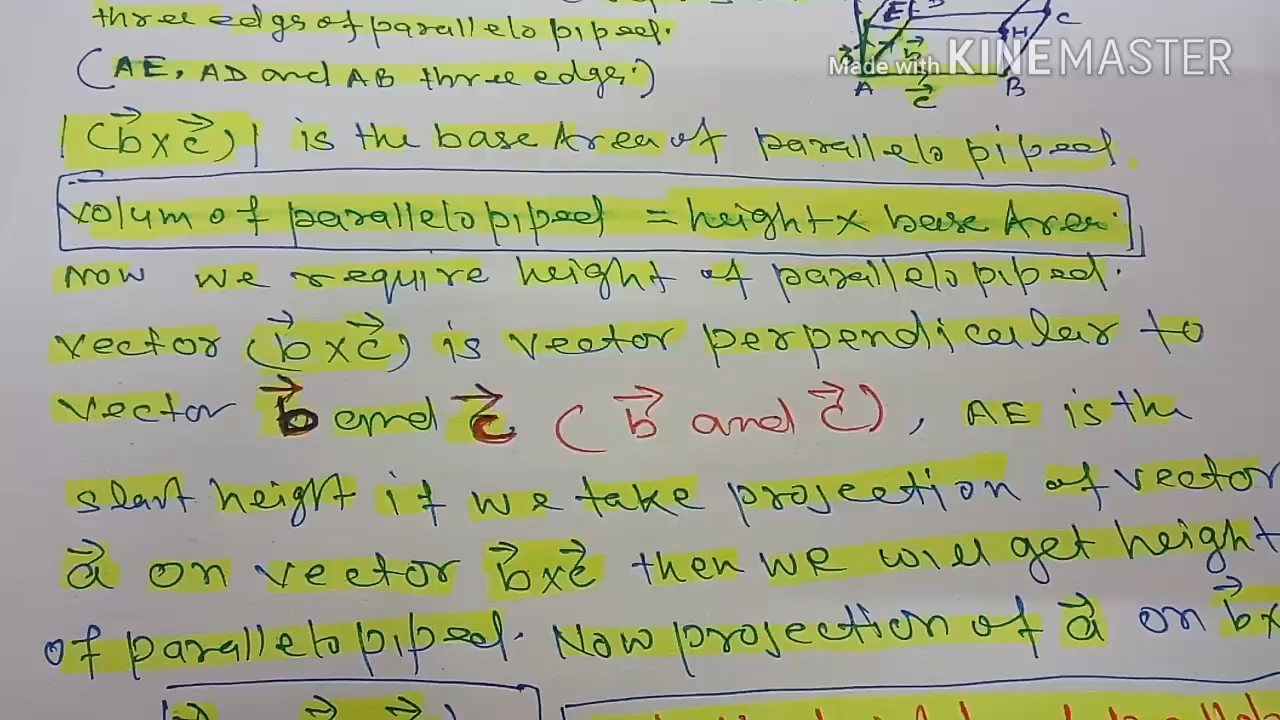 three edgs of parallelopiped.
(AE, AD and AB three edges.)
E D C
H
b⃗
Made with KINEMASTER
A c⃗ B
|(b⃗ x c⃗)| is the base Area of parallelopiped.
Volum of parallelopiped = height x base Area.
Now we require height of parallelopiped.
vector (b⃗ x c⃗) is vector perpendicular to
vector b⃗ and c⃗ (b⃗ and c⃗), AE is the
slant height if we take projection of vector
a⃗ on vector b⃗xc⃗ then we will get height
of parallelopiped. Now projection of a⃗ on b⃗x